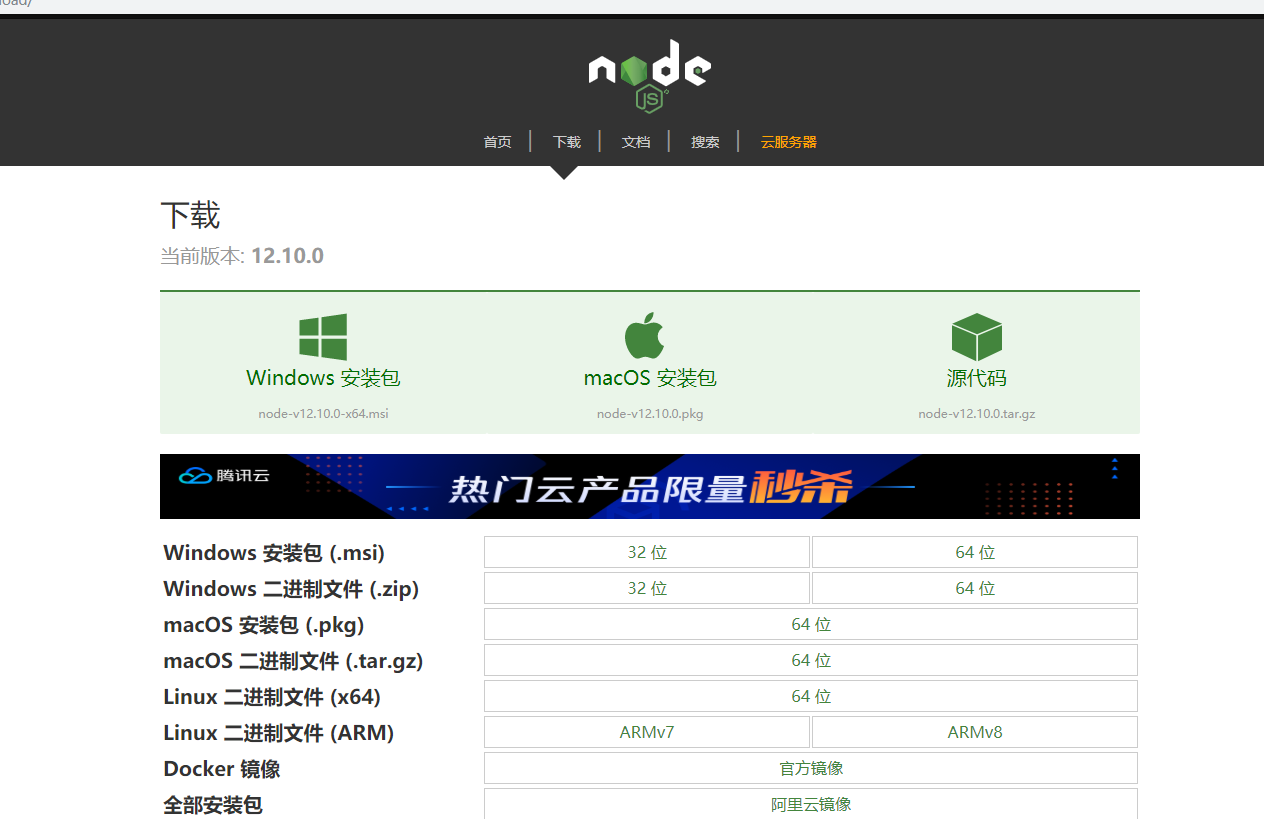 load/
node
JS
首页 下载 文档 搜索 云服务器
下载
当前版本: 12.10.0
Windows 安装包 macOS 安装包 源代码
node-v12.10.0-x64.msi node-v12.10.0.pkg node-v12.10.0.tar.gz
腾讯云 热门云产品限量秒杀
Windows 安装包 (.msi) 32 位 64 位
Windows 二进制文件 (.zip) 32 位 64 位
macOS 安装包 (.pkg) 64 位
macOS 二进制文件 (.tar.gz) 64 位
Linux 二进制文件 (x64) 64 位
Linux 二进制文件 (ARM) ARMv7 ARMv8
Docker 镜像 官方镜像
全部安装包 阿里云镜像